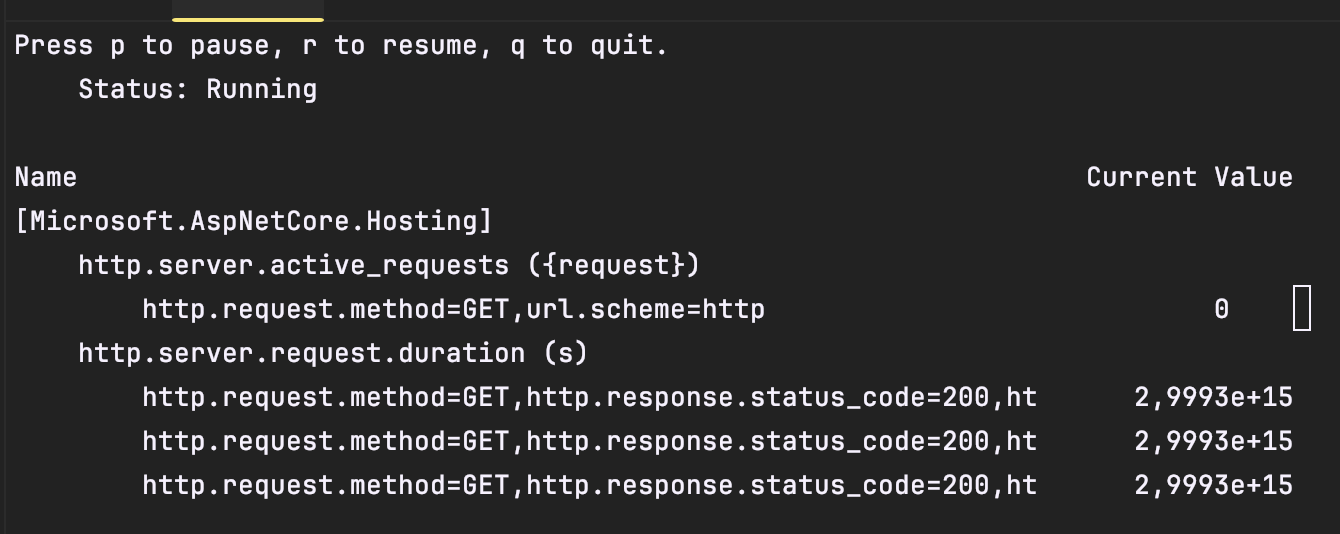 Press p to pause, r to resume, q to quit.
    Status: Running

Name                                                               Current Value
[Microsoft.AspNetCore.Hosting]
    http.server.active_requests ({request})
        http.request.method=GET,url.scheme=http                            0
    http.server.request.duration (s)
        http.request.method=GET,http.response.status_code=200,ht      2,9993e+15
        http.request.method=GET,http.response.status_code=200,ht      2,9993e+15
        http.request.method=GET,http.response.status_code=200,ht      2,9993e+15